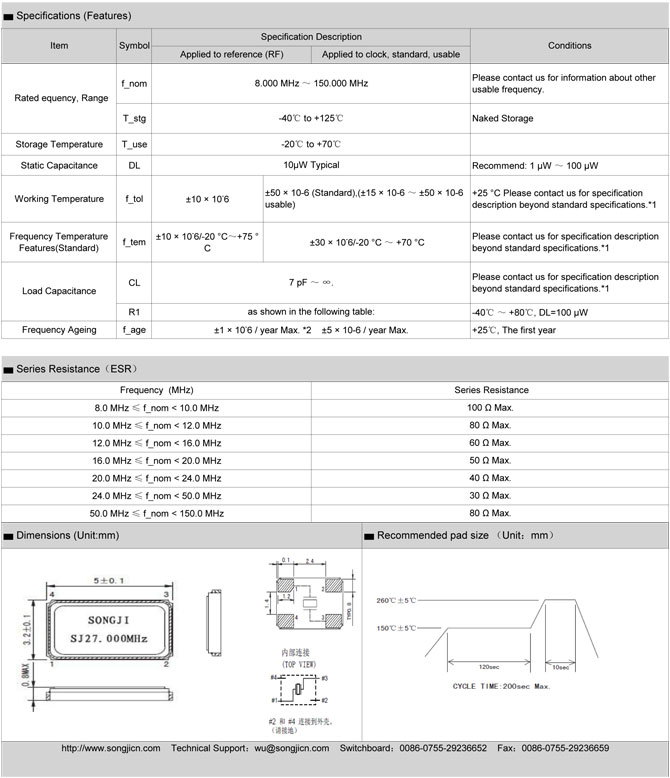 Specifications (Features)
Item
Symbol
Specification Description
Conditions
Applied to reference (RF)
Applied to clock, standard, usable
Rated equency, Range
f_nom
8.000 MHz ～ 150.000 MHz
Please contact us for information about other
usable frequency.
T_stg
-40℃ to +125℃
Naked Storage
Storage Temperature
T_use
-20℃ to +70℃
Static Capacitance
DL
10μW Typical
Recommend: 1 μW ～ 100 μW
Working Temperature
f_tol
±10 × 10-6
±50 × 10-6 (Standard),(±15 × 10-6 ～ ±50 × 10-6
usable)
+25 °C Please contact us for specification
description beyond standard specifications.*1
Frequency Temperature
Features(Standard)
f_tem
±10 × 10-6/-20 °C～+75 °
C
±30 × 10-6/-20 ～ +70 °C
Please contact us for specification description
beyond standard specifications.*1
Load Capacitance
CL
7 pF ～ ∞.
Please contact us for specification description
beyond standard specifications.*1
R1
as shown in the following table:
-40℃ ～ +80℃, DL=100 μW
Frequency Ageing
f_age
±1 × 10-6 / year Max. *2 ±5 × 10-6 / year Max.
+25℃, The first year
Series Resistance（ESR）
Frequency (MHz)
Series Resistance
8.0 MHz ≤ f_nom < 10.0 MHz
100 Ω Max.
10.0 MHz ≤ f_nom < 12.0 MHz
80 Ω Max.
12.0 MHz ≤ f_nom < 16.0 MHz
60 Ω Max.
16.0 MHz ≤ f_nom < 20.0 MHz
50 Ω Max.
20.0 MHz ≤ f_nom < 24.0 MHz
40 Ω Max.
24.0 MHz ≤ f_nom < 50.0 MHz
30 Ω Max.
50.0 MHz ≤ f_nom < 150.0 MHz
80 Ω Max.
Dimensions (Unit:mm)
Recommended pad size （Unit：mm）
5±0.1
4
3
SONGJI
SJ27.000MHz
1
2
3.2±0.1
0.8MAX
0.1
2.4
1
2
1.2
1.4
4
3
内部连接
(TOP VIEW)
#4
#3
#1
#2
#2 和 #4 连接到外壳。
(请接地)
260℃±5℃
150℃±5℃
120sec
10sec
CYCLE TIME:200sec Max.
http://www.songjicn.com Technical Support：wu@songjicn.com Switchboard：0086-0755-29236652 Fax：0086-0755-29236659